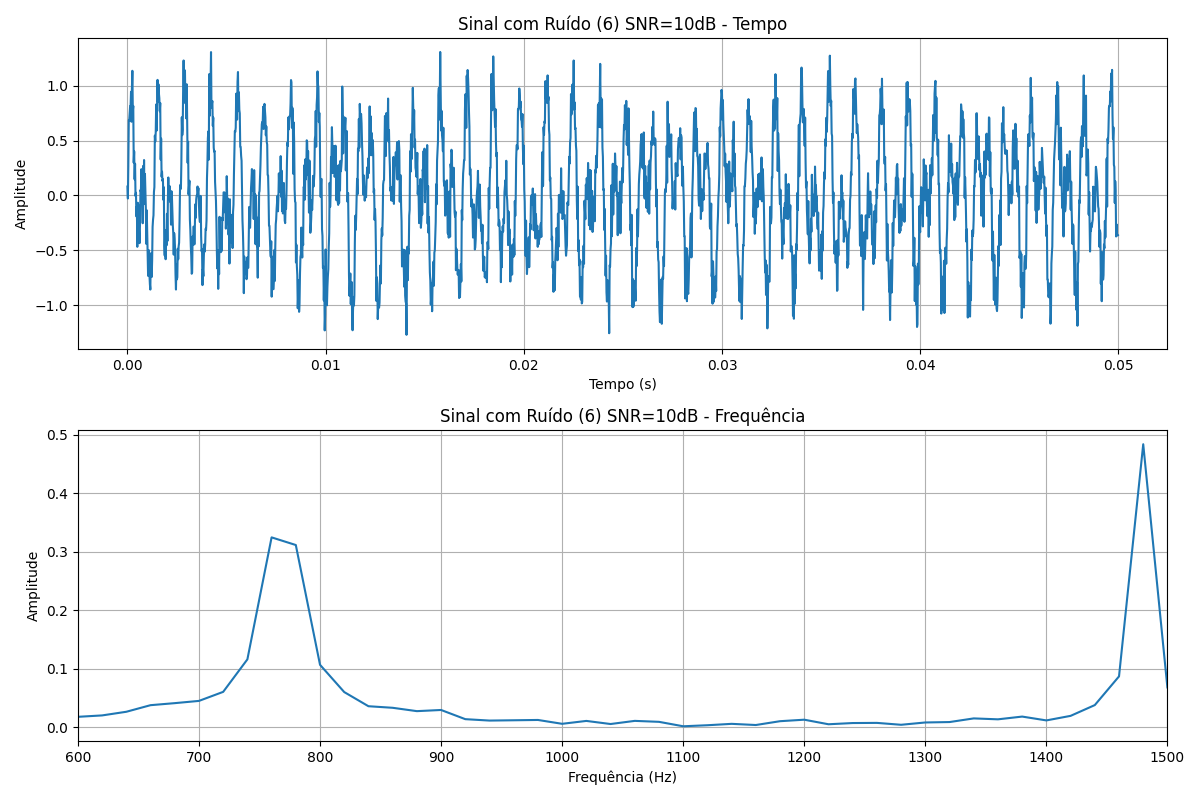 Sinal com Ruído (6) SNR=10dB - Tempo
1.0
0.5
0.0
−0.5
−1.0
Amplitude
0.00 0.01 0.02 0.03 0.04 0.05
Tempo (s)
Sinal com Ruído (6) SNR=10dB - Frequência
0.5
0.4
0.3
0.2
0.1
0.0
Amplitude
600 700 800 900 1000 1100 1200 1300 1400 1500
Frequência (Hz)